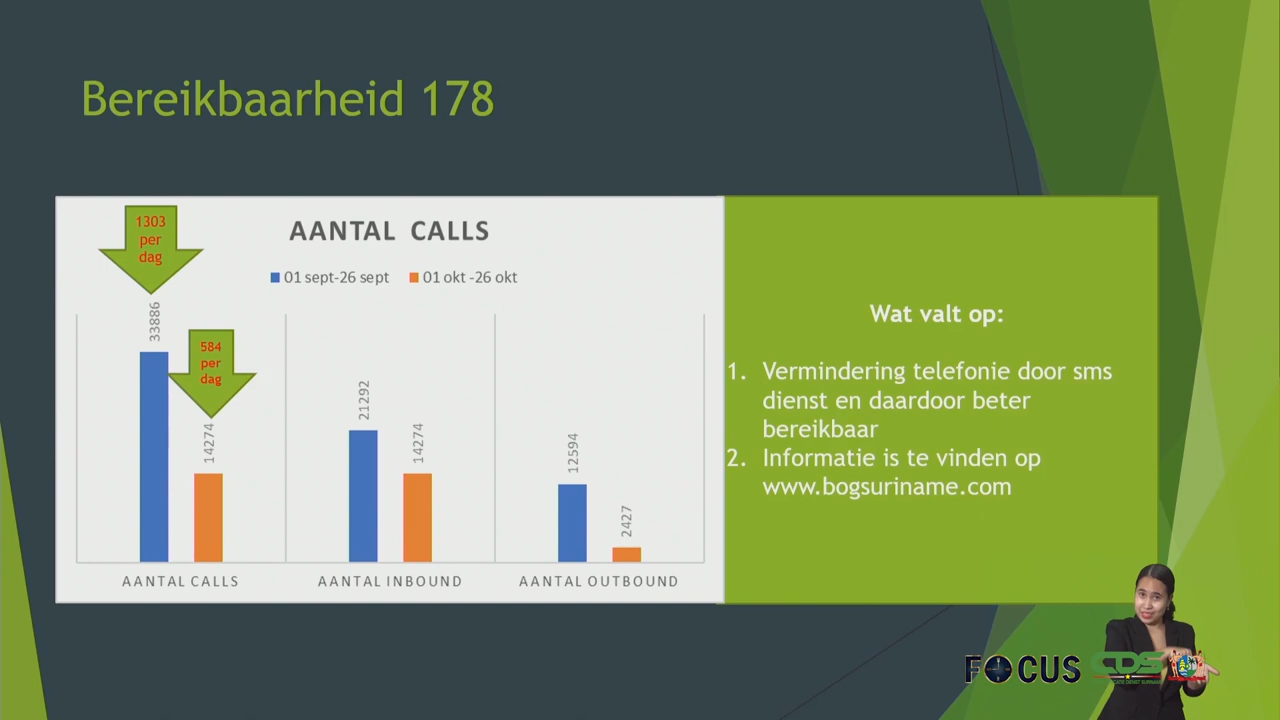 Bereikbaarheid 178
1303
per
dag
AANTAL CALLS
01 sept-26 sept
01 okt -26 okt
33886
584
per
dag
14274
21292
14274
12594
2427
AANTAL CALLS
AANTAL INBOUND
AANTAL OUTBOUND
Wat valt op:
1. Vermindering telefonie door sms
dienst en daardoor beter
bereikbaar
2. Informatie is te vinden op
www.bogsuriname.com
FOCUS
CDS